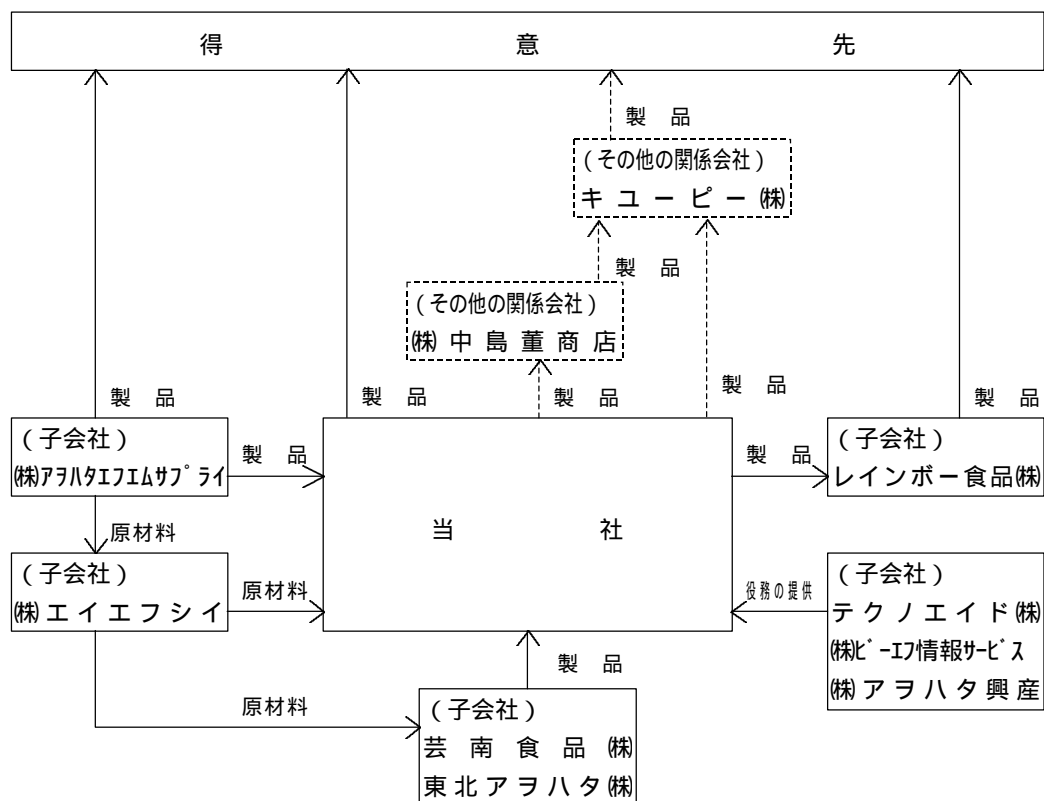 得意先
製品
(その他の関係会社)
キユーピー㈱
製品
(その他の関係会社)
㈱中島董商店
製品
製品
製品
製品
製品
(子会社)
㈱アヲハタエフエムサプライ
製品
製品
(子会社)
レインボー食品㈱
当社
原材料
(子会社)
㈱エイエフシイ
原材料
役務の提供
(子会社)
テクノエイド㈱
㈱ビーエフ情報サービス
㈱アヲハタ興産
製品
原材料
(子会社)
芸南食品㈱
東北アヲハタ㈱